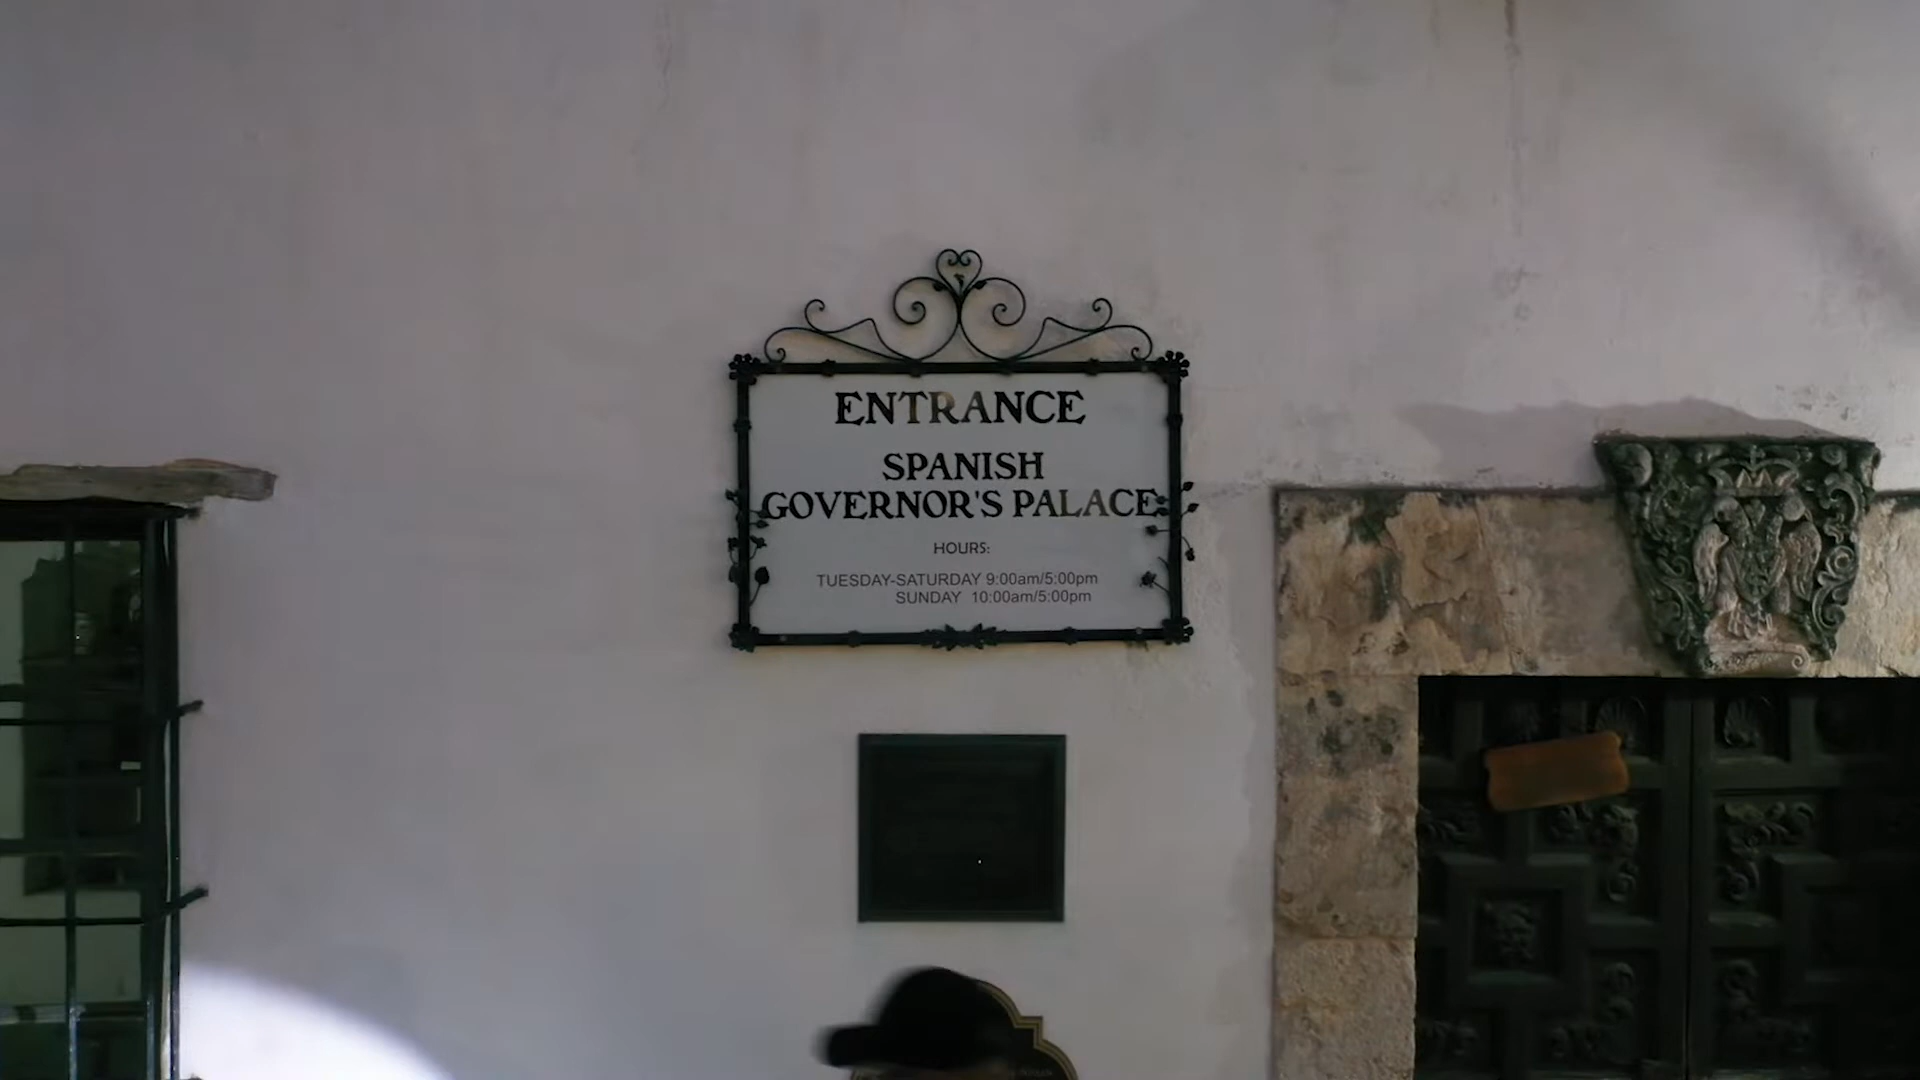 ENTRANCE
SPANISH
GOVERNOR'S PALACE
HOURS:
TUESDAY-SATURDAY 9:00am/5:00pm
SUNDAY 10:00am/5:00pm